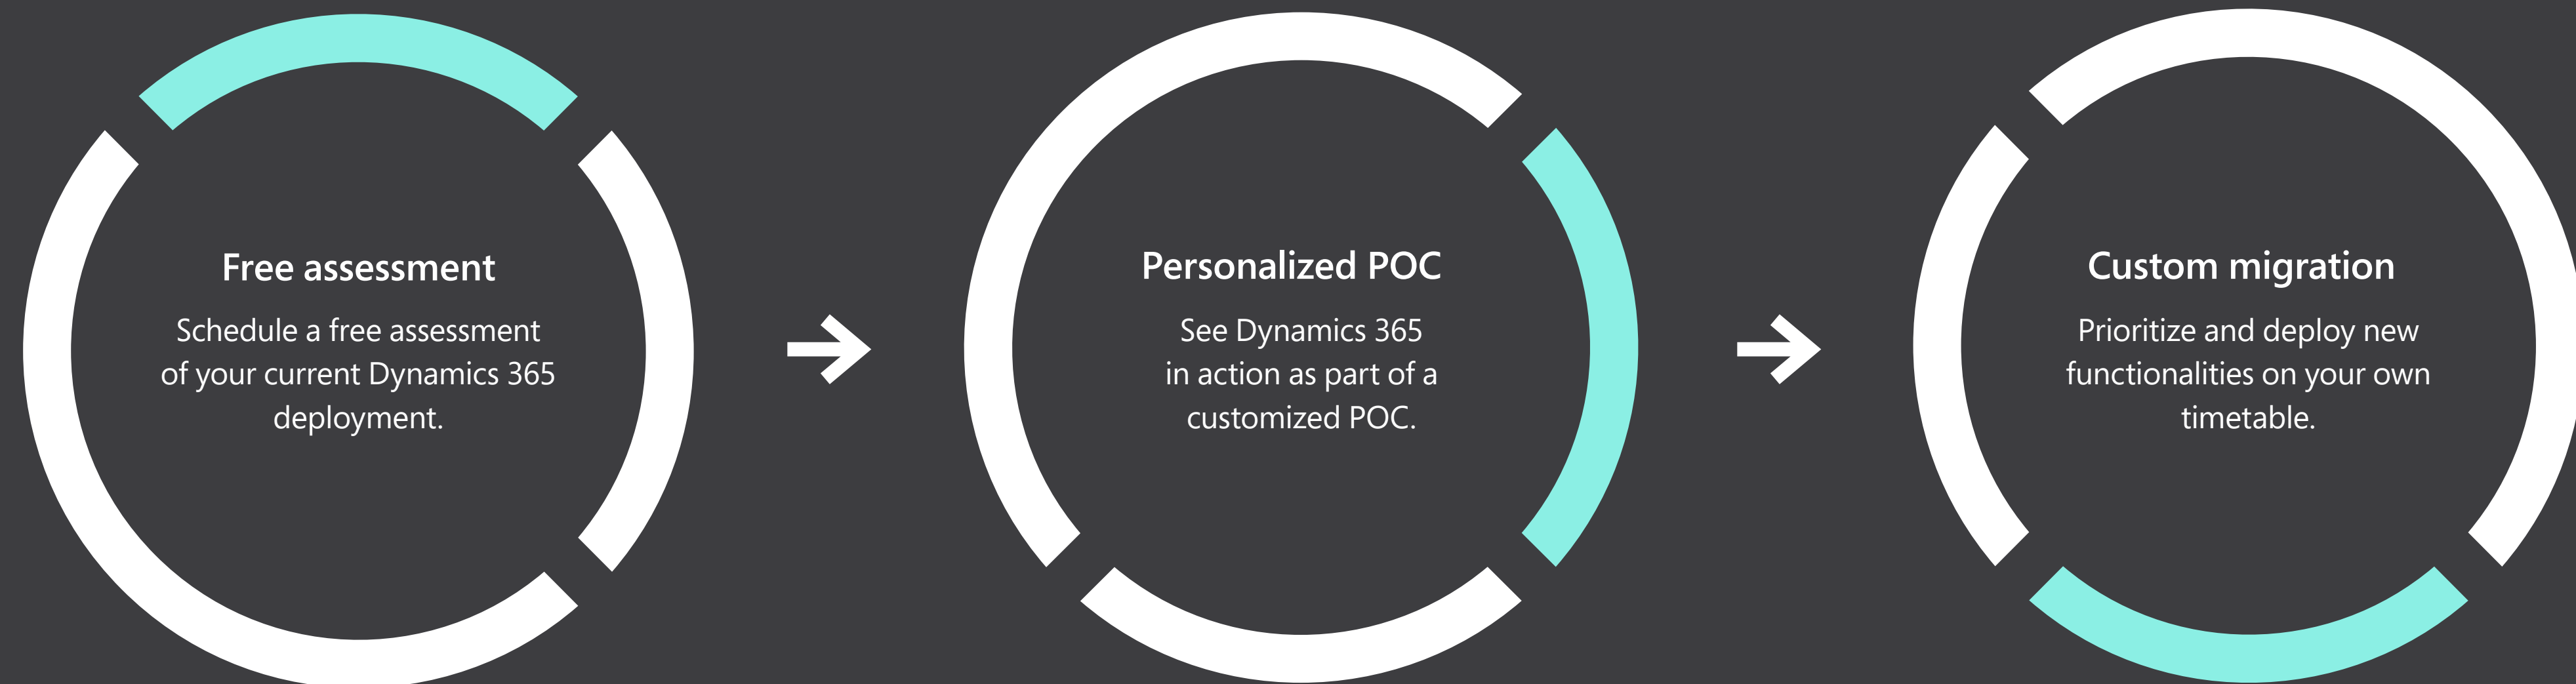 Free assessment
Schedule a free assessment
of your current Dynamics 365
deployment.
Personalized POC
See Dynamics 365
in action as part of a
customized POC.
Custom migration
Prioritize and deploy new
functionalities on your own
timetable.